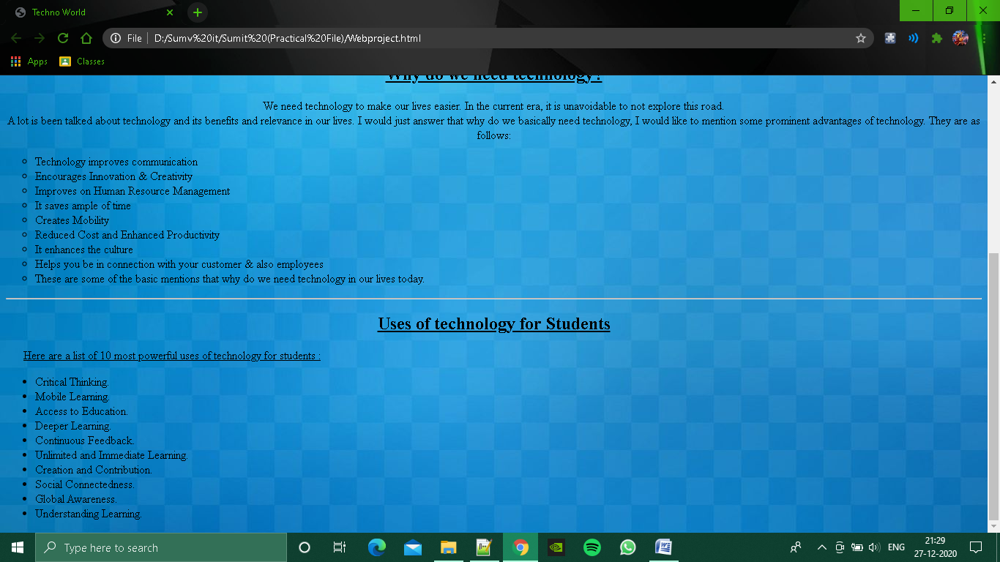 Techno World
File
D:/Sumv%20it/Sumit%20(Practical%20File)/Webproject.html
Apps
Classes
Why do we need technology?
We need technology to make our lives easier. In the current era, it is unavoidable to not explore this road.
A lot is been talked about technology and its benefits and relevance in our lives. I would just answer that why do we basically need technology, I would like to mention some prominent advantages of technology. They are as
follows:
Technology improves communication
Encourages Innovation & Creativity
Improves on Human Resource Management
It saves ample of time
Creates Mobility
Reduced Cost and Enhanced Productivity
It enhances the culture
Helps you be in connection with your customer & also employees
These are some of the basic mentions that why do we need technology in our lives today.
Uses of technology for Students
Here are a list of 10 most powerful uses of technology for students :
Critical Thinking.
Mobile Learning.
Access to Education.
Deeper Learning.
Continuous Feedback.
Unlimited and Immediate Learning.
Creation and Contribution.
Social Connectedness.
Global Awareness.
Understanding Learning.
Type here to search
ENG
21:29
27-12-2020